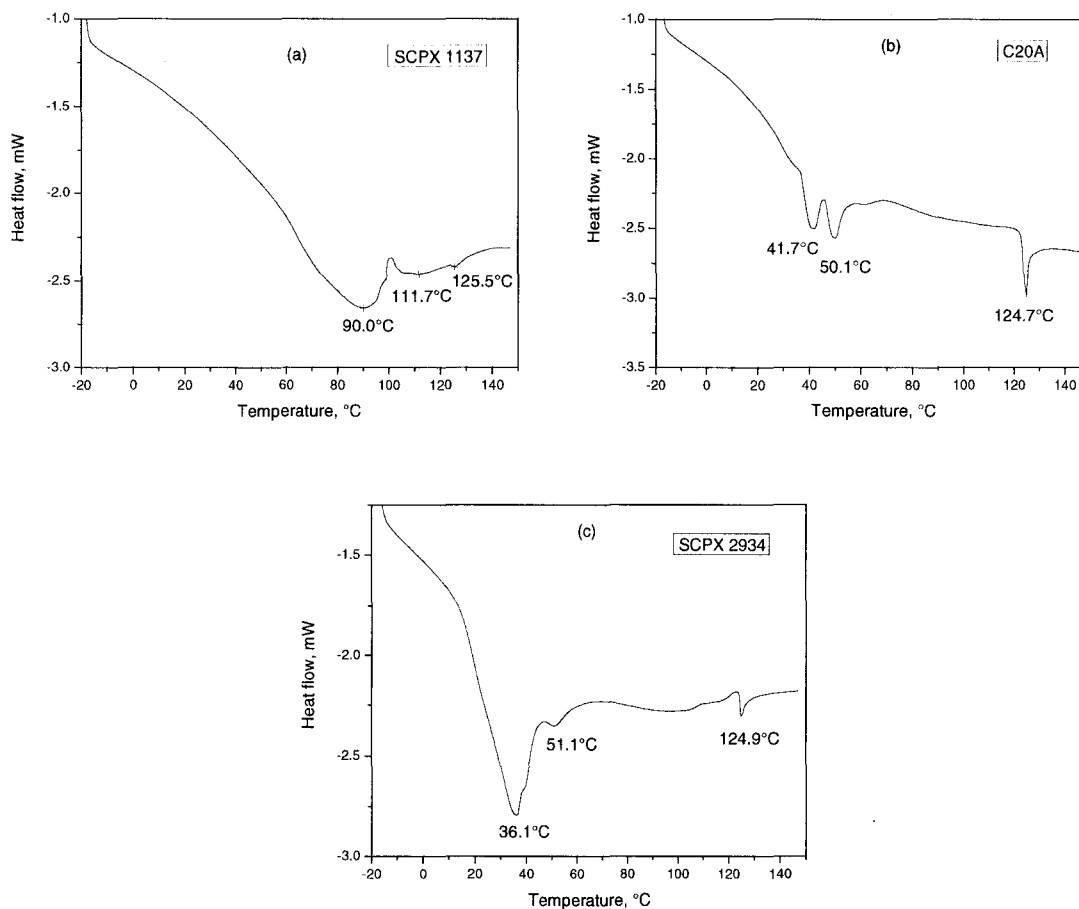 (a)
SCPX 1137
-1.0
-1.5
-2.0
-2.5
-3.0
Heat flow, mW
90.0°C
111.7°C
125.5°C
-20 0 20 40 60 80 100 120 140
Temperature, °C
(b)
C20A
-1.0
-1.5
-2.0
-2.5
-3.0
-3.5
Heat flow, mW
41.7°C
50.1°C
124.7°C
-20 0 20 40 60 80 100 120 140
Temperature, °C
(c)
SCPX 2934
-1.5
-2.0
-2.5
-3.0
Heat flow, mW
36.1°C
51.1°C
124.9°C
-20 0 20 40 60 80 100 120 140
Temperature, °C